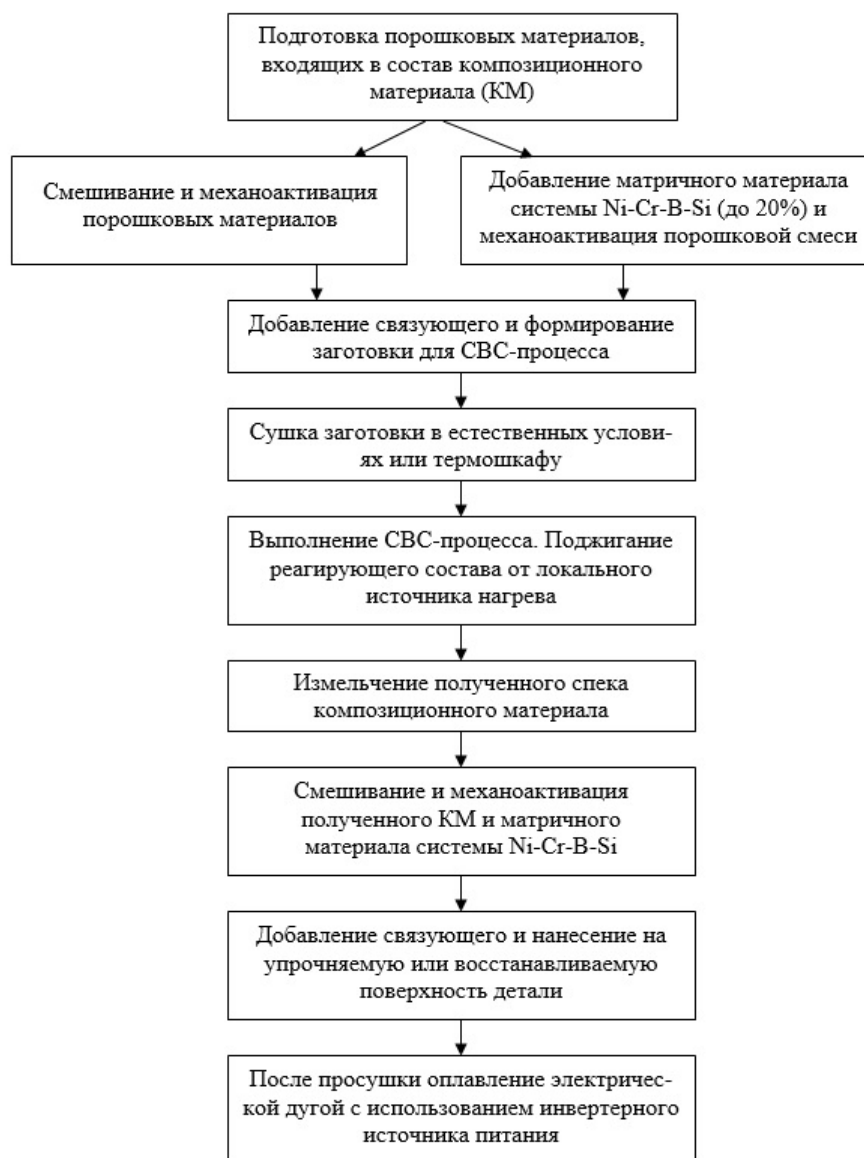 Подготовка порошковых материалов,
входящих в состав композиционного
материала (КМ)
Смешивание и механоактивация
порошковых материалов
Добавление матричного материала
системы Ni-Cr-B-Si (до 20%) и
механоактивация порошковой смеси
Добавление связующего и формирование
заготовки для СВС-процесса
Сушка заготовки в естественных услови-
ях или термошкафу
Выполнение СВС-процесса. Поджигание
реагирующего состава от локального
источника нагрева
Измельчение полученного спека
композиционного материала
Смешивание и механоактивация
полученного КМ и матричного
материала системы Ni-Cr-B-Si
Добавление связующего и нанесение на
упрочняемую или восстанавливаемую
поверхность детали
После просушки оплавление электричес-
кой дугой с использованием инвертерного
источника питания